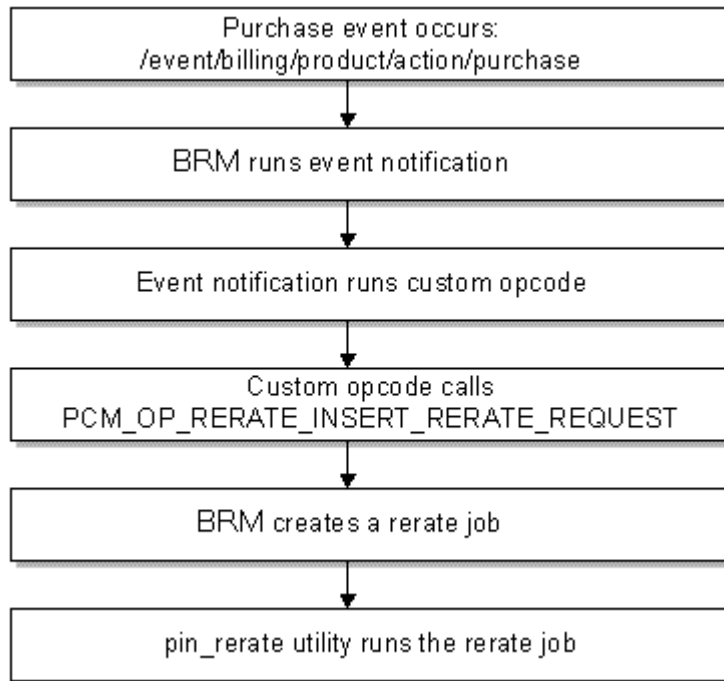 Purchase event occurs:
/event/billing/product/action/purchase
BRM runs event notification
Event notification runs custom opcode
Custom opcode calls
PCM_OP_RERATE_INSERT_RERATE_REQUEST
BRM creates a rerate job
pin_rerate utility runs the rerate job